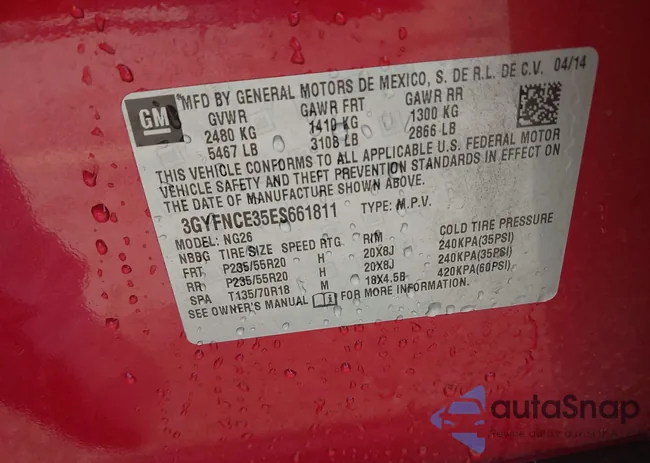 GM
MFD BY GENERAL MOTORS DE MEXICO, S. DE R.L. DE C.V. 04/14
GVWR GAWR FRT GAWR RR
2480 KG 1410 KG 1300 KG
5467 LB 3108 LB 2866 LB
THIS VEHICLE CONFORMS TO ALL APPLICABLE U.S. FEDERAL MOTOR
VEHICLE SAFETY AND THEFT PREVENTION STANDARDS IN EFFECT ON
THE DATE OF MANUFACTURE SHOWN ABOVE.
3GYFNCE35ES661811 TYPE: M.P.V.
MODEL: NG26
NBBG TIRE/SIZE SPEED RTG RIM COLD TIRE PRESSURE
FRT P235/55R20 H 20X8J 240KPA(35PSI)
RR P235/55R20 H 20X8J 240KPA(35PSI)
SPA T135/70R18 M 18X4.5B 420KPA(60PSI)
SEE OWNER'S MANUAL FOR MORE INFORMATION.
autaSnap